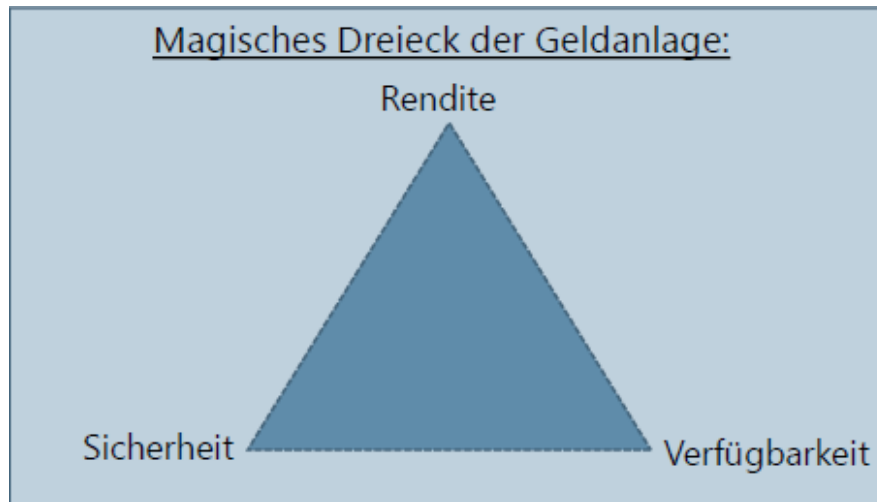 Magisches Dreieck der Geldanlage:
Rendite
Sicherheit
Verfügbarkeit